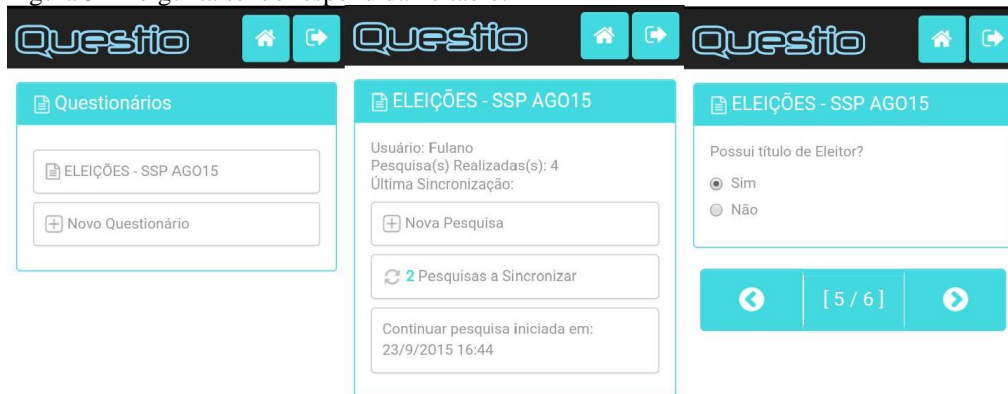 Questio
Questionários
ELEIÇÕES - SSP AGO15
Novo Questionário
Questio
ELEIÇÕES - SSP AGO15
Usuário: Fulano
Pesquisa(s) Realizadas(s): 4
Última Sincronização:
Nova Pesquisa
2 Pesquisas a Sincronizar
Continuar pesquisa iniciada em:
23/9/2015 16:44
Questio
ELEIÇÕES - SSP AGO15
Possui título de Eleitor?
Sim
Não
[ 5 / 6 ]